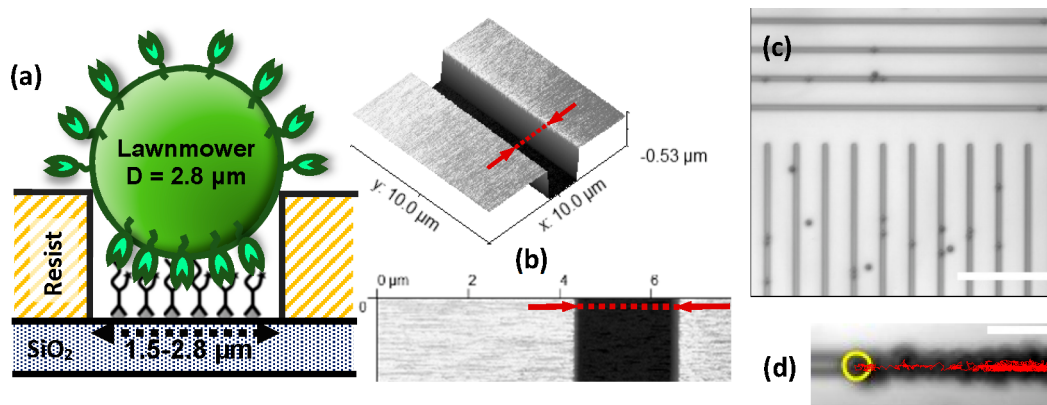 (a)
Lawnmower
D = 2.8 µm
Resist
SiO₂
1.5-2.8 µm
-0.53 µm
y: 10.0 µm
x: 10.0 µm
(b)
0 µm
2
4
6
0
(c)
(d)